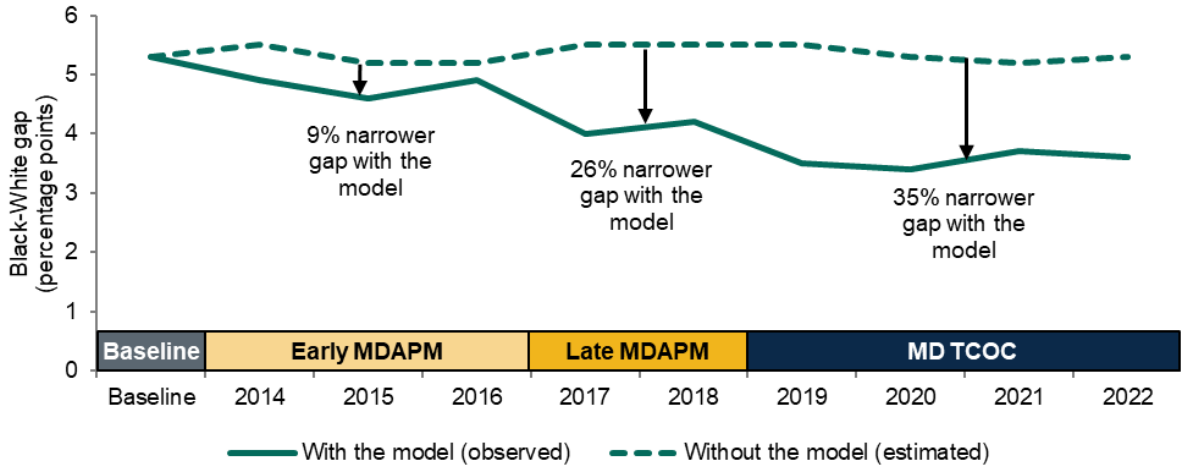 Black-White gap
(percentage points)
6
5
4
3
2
1
0
9% narrower
gap with the
model
26% narrower
gap with the
model
35% narrower
gap with the
model
Baseline
Early MDAPM
Late MDAPM
MD TCOC
Baseline 2014 2015 2016 2017 2018 2019 2020 2021 2022
With the model (observed) Without the model (estimated)